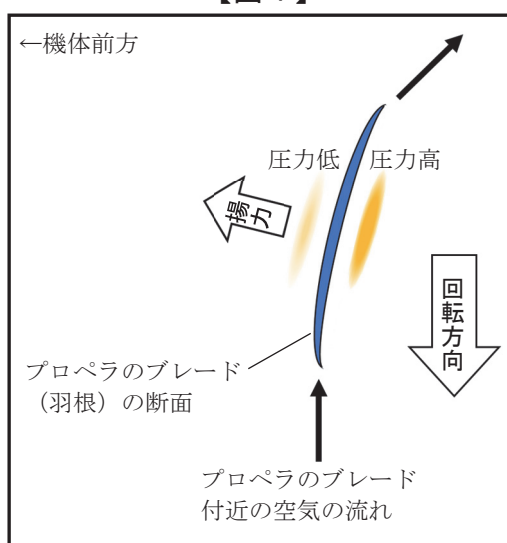 ←機体前方
圧力低
圧力高
揚力
回転方向
プロペラのブレード
（羽根）の断面
プロペラのブレード
付近の空気の流れ